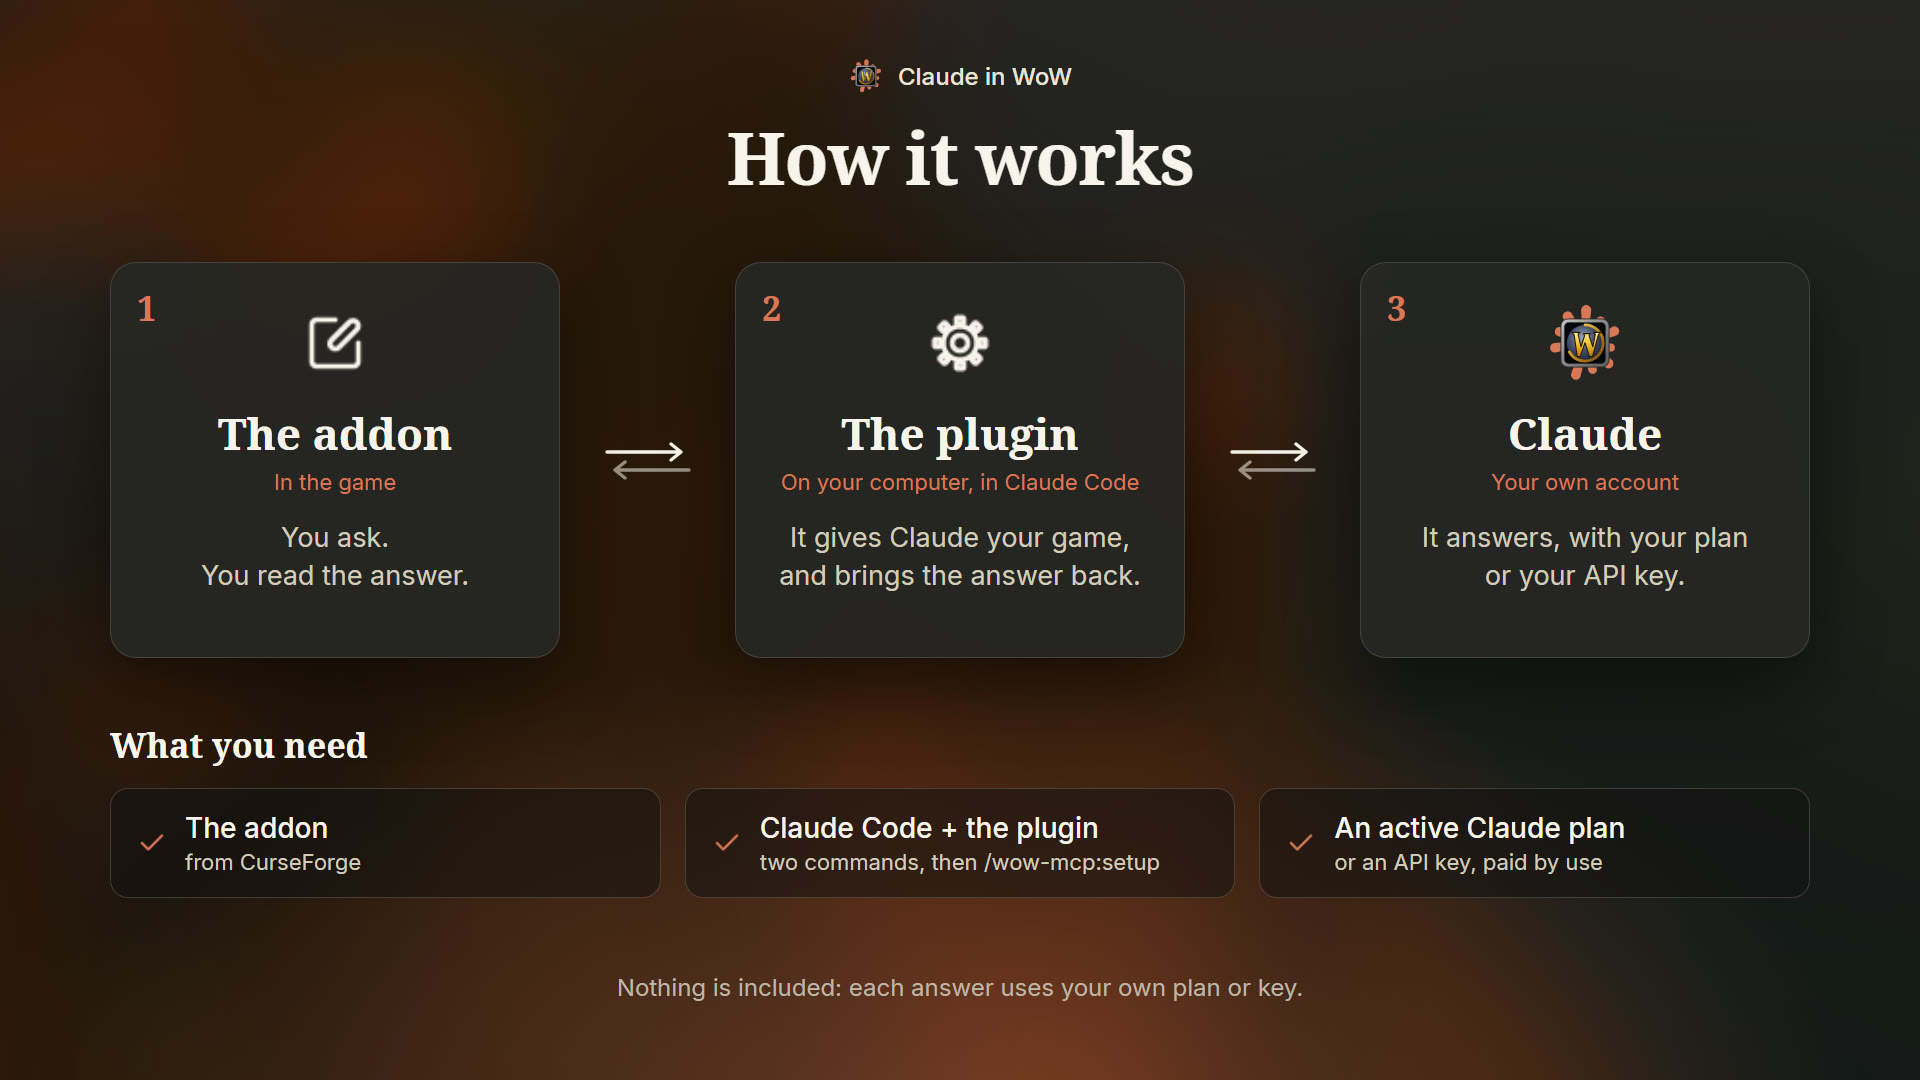 Claude in WoW
How it works
1
The addon
In the game
You ask.
You read the answer.
2
The plugin
On your computer, in Claude Code
It gives Claude your game,
and brings the answer back.
3
W
Claude
Your own account
It answers, with your plan
or your API key.
What you need
The addon
from CurseForge
Claude Code + the plugin
two commands, then /wow-mcp:setup
An active Claude plan
or an API key, paid by use
Nothing is included: each answer uses your own plan or key.